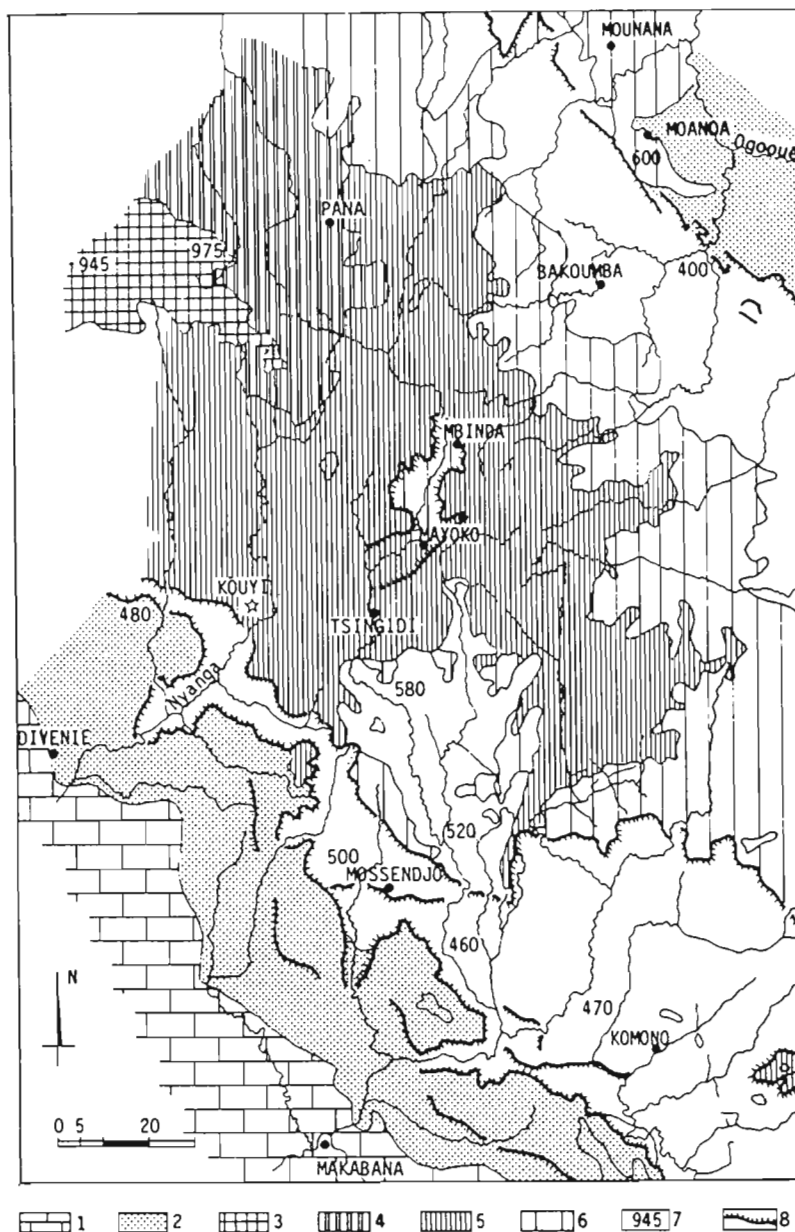 MOUNANA
MOANDA
Ogooué
600
PANA
975
945
BAKOUMBA
400
MBINDA
MAYOKO
KOUYI
480
TSINGIDI
Nyanga
580
DIVENIE
520
500
MOSSENDJO
460
N
470
KOMONO
0 5 20
MAKABANA
1 2 3 4 5 6 945 7 8